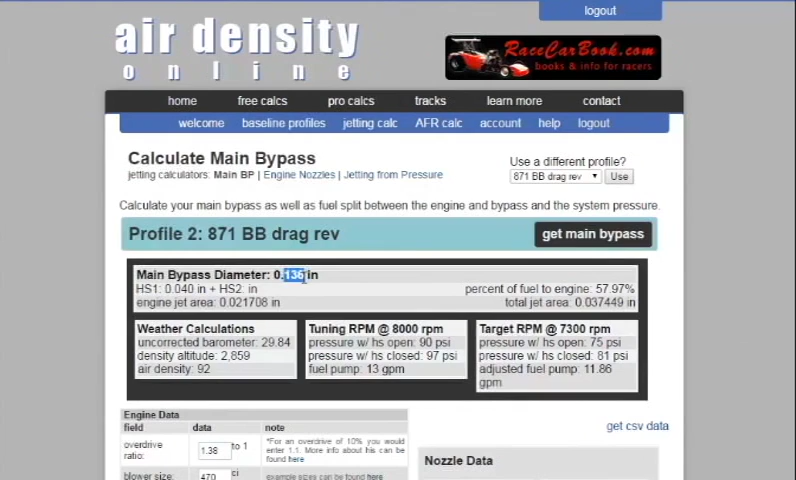 logout
air density
online
RaceCarBook.com
books & info for racers
home free calcs pro calcs tracks learn more contact
welcome baseline profiles jetting calc AFR calc account help logout
Calculate Main Bypass
jetting calculators: Main BP | Engine Nozzles | Jetting from Pressure
Use a different profile?
871 BB drag rev Use
Calculate your main bypass as well as fuel split between the engine and bypass and the system pressure.
Profile 2: 871 BB drag rev
get main bypass
Main Bypass Diameter: 0.136 in
HS1: 0.040 in + HS2: in
percent of fuel to engine: 57.97%
engine jet area: 0.021708 in
total jet area: 0.037449 in
Weather Calculations
uncorrected barometer: 29.84
density altitude: 2,859
air density: 92
Tuning RPM @ 8000 rpm
pressure w/ hs open: 90 psi
pressure w/ hs closed: 97 psi
fuel pump: 13 gpm
Target RPM @ 7300 rpm
pressure w/ hs open: 75 psi
pressure w/ hs closed: 81 psi
adjusted fuel pump: 11.86
gpm
Engine Data
field data note
overdrive
ratio:
1.38 to 1
*For an overdrive of 10% you would
enter 1.1. More info about his can be
found here
blower size: 470 ci example sizes can be found here
get csv data
Nozzle Data